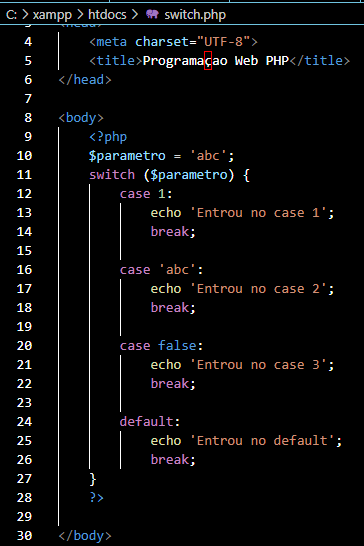 C: > xampp > htdocs > switch.php
3 <head>
4 <meta charset="UTF-8">
5 <title>Programaçao Web PHP</title>
6 </head>
7
8 <body>
9 <?php
10 $parametro = 'abc';
11 switch ($parametro) {
12 case 1:
13 echo 'Entrou no case 1';
14 break;
15
16 case 'abc':
17 echo 'Entrou no case 2';
18 break;
19
20 case false:
21 echo 'Entrou no case 3';
22 break;
23
24 default:
25 echo 'Entrou no default';
26 break;
27 }
28 ?>
29
30 </body>